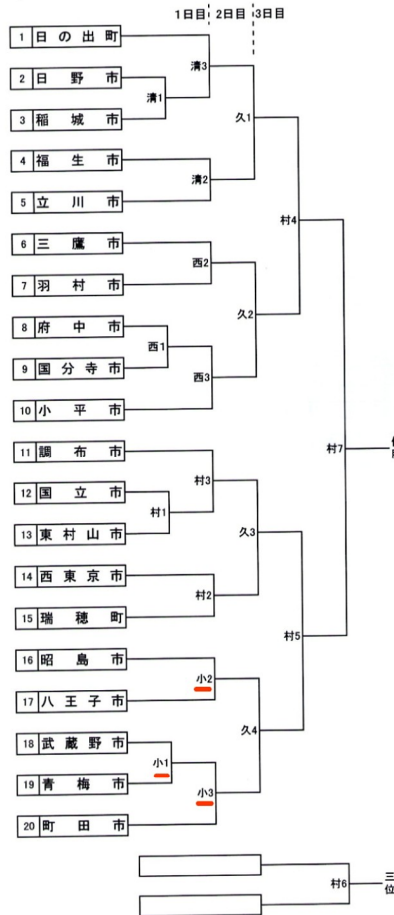 1日目 2日目 3日目
1 日の出町
清3
2 日野市
清1
久1
3 稲城市
4 福生市
清2
5 立川市
村4
6 三鷹市
西2
7 羽村市
久2
8 府中市
西1
9 国分寺市
西3
10 小平市
村7
11 調布市
村3
12 国立市
村1
13 東村山市
久3
14 西東京市
村2
15 瑞穂町
村5
16 昭島市
小2
17 八王子市
久4
18 武蔵野市
小1
19 青梅市
小3
20 町田市
村6
三位